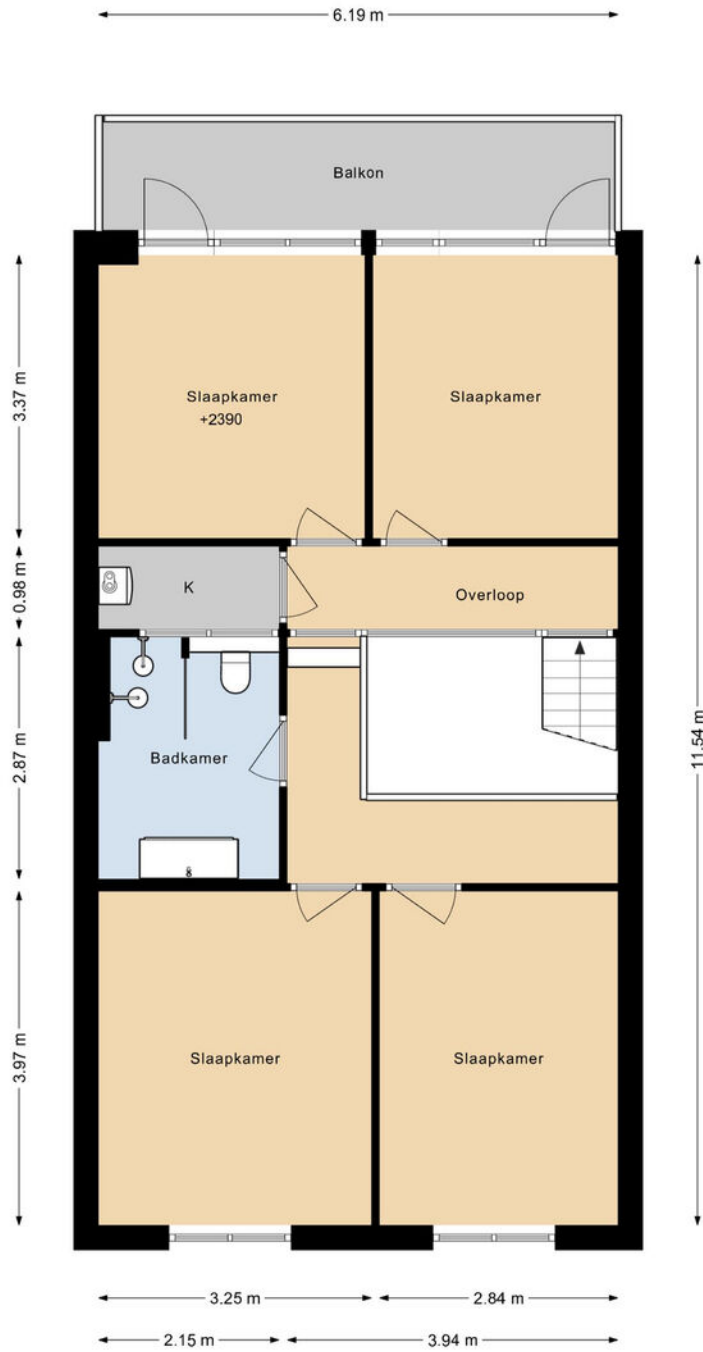 6.19 m
Balkon
Slaapkamer
+2390
Slaapkamer
3.37 m
0.98 m
K
Overloop
2.87 m
Badkamer
11.54 m
3.97 m
Slaapkamer
Slaapkamer
3.25 m
2.84 m
2.15 m
3.94 m